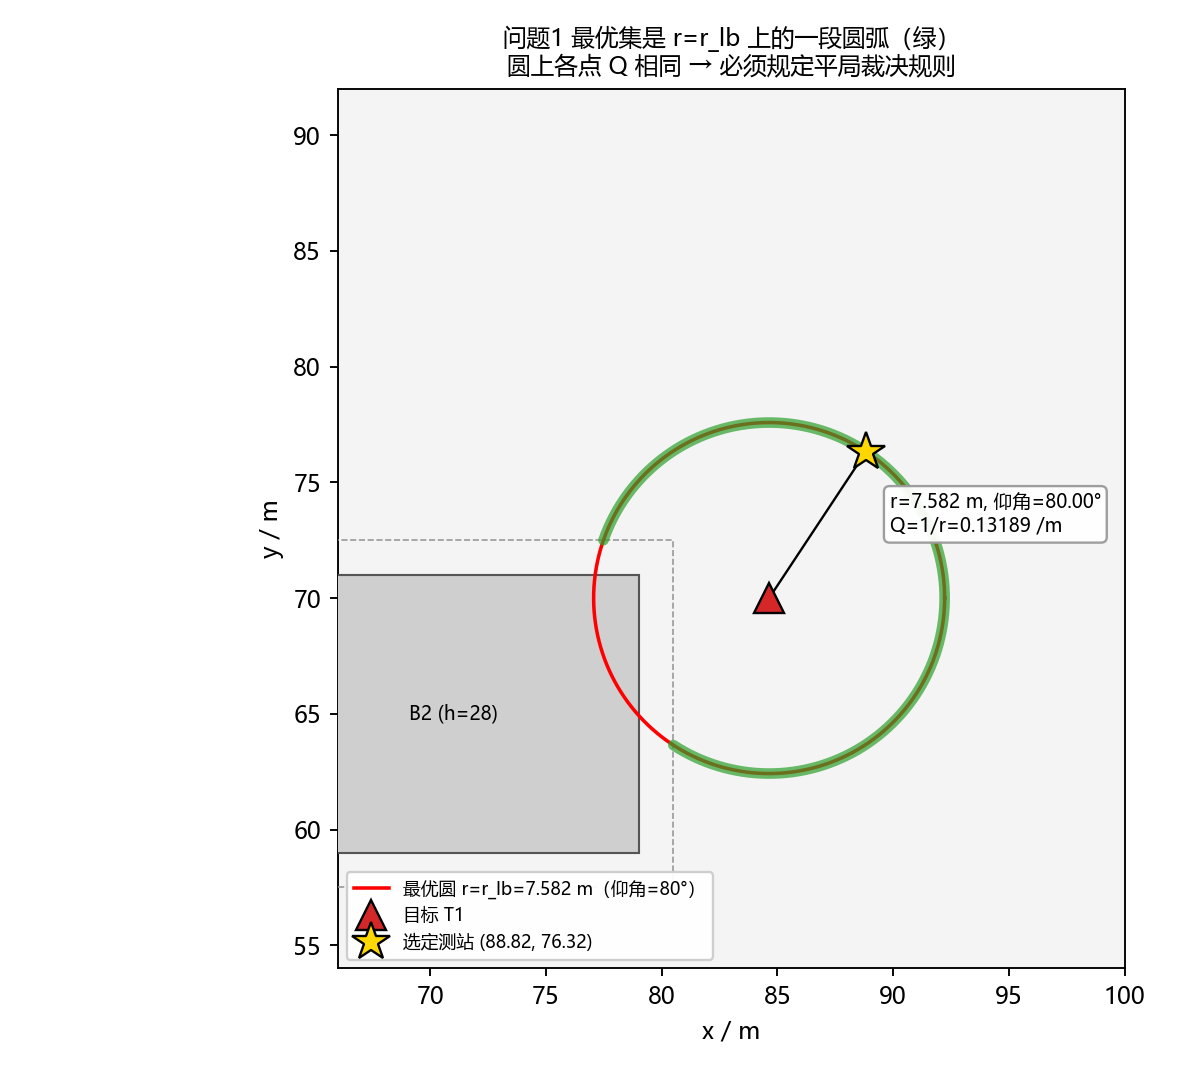 问题1 最优集是 r=r_lb 上的一段圆弧（绿）
圆上各点 Q 相同 → 必须规定平局裁决规则
90
85
80
75
70
65
60
55
y / m
r=7.582 m, 仰角=80.00°
Q=1/r=0.13189 /m
B2 (h=28)
最优圆 r=r_lb=7.582 m（仰角=80°）
目标 T1
选定测站 (88.82, 76.32)
70
75
80
85
90
95
100
x / m